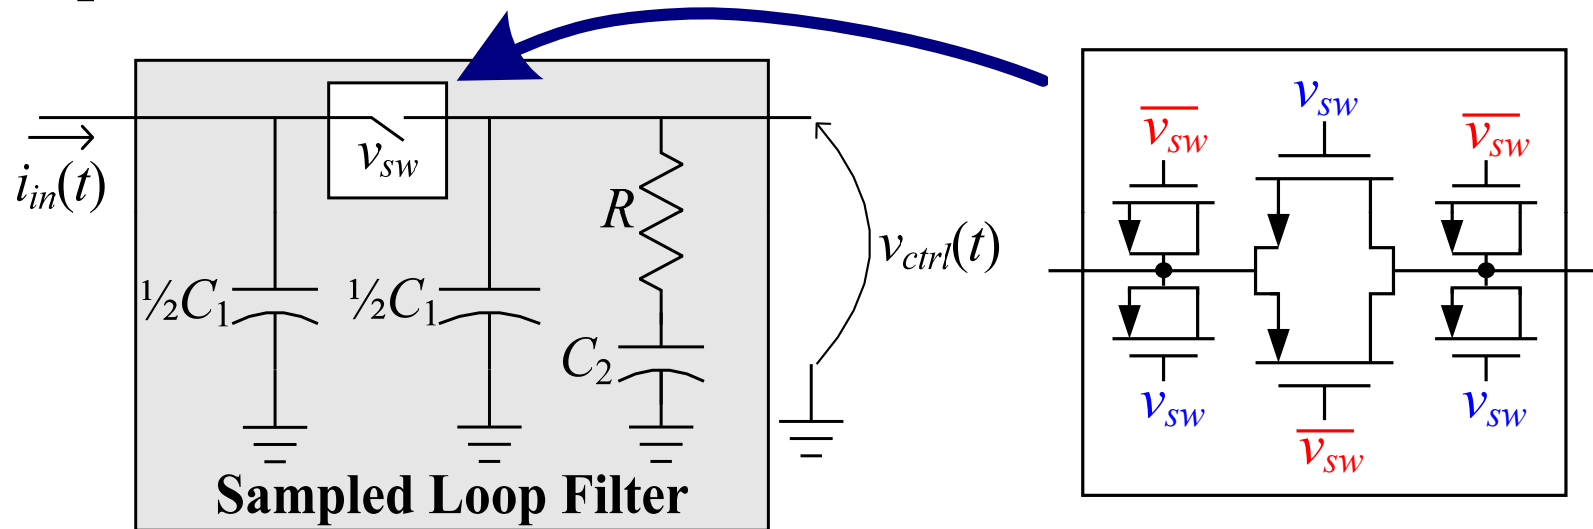 i_in(t)
v_sw
½C₁
½C₁
R
C₂
v_ctrl(t)
Sampled Loop Filter
v̅_sw
v_sw
v̅_sw
v_sw
v̅_sw
v_sw